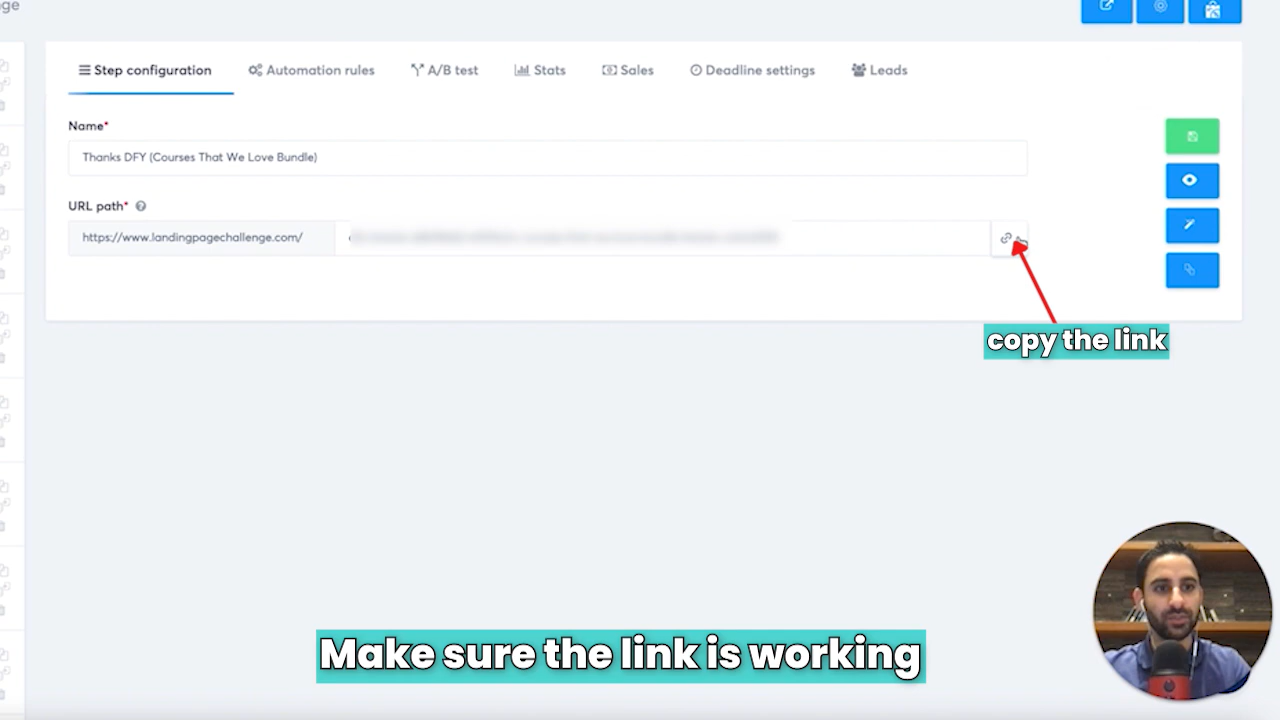 ge
Step configuration
Automation rules
A/B test
Stats
Sales
Deadline settings
Leads
Name*
Thanks DFY (Courses That We Love Bundle)
URL path*
https://www.landingpagechallenge.com/
copy the link
Make sure the link is working